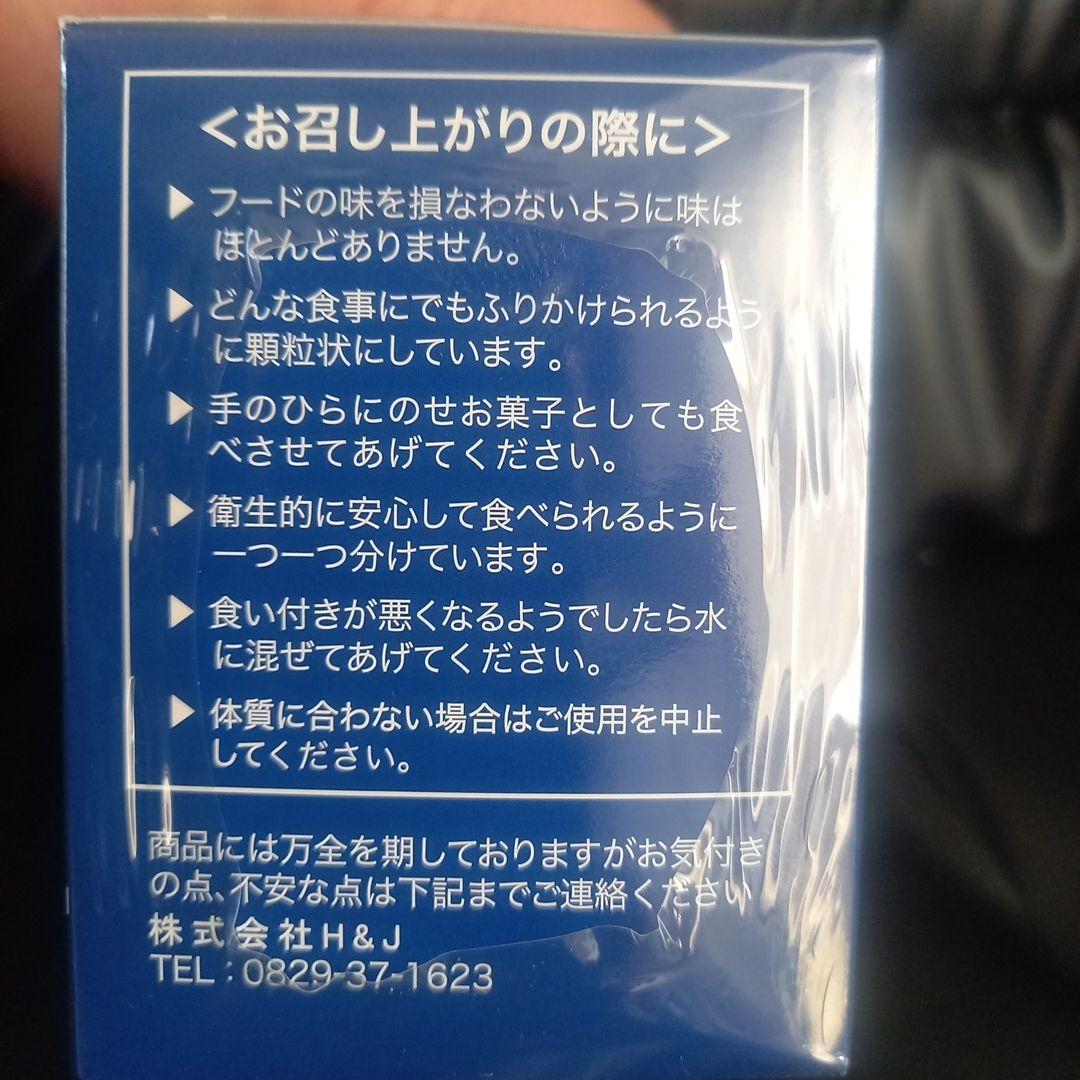 ＜お召し上がりの際に＞
▶ フードの味を損なわないように味は
ほとんどありません。
▶ どんな食事にでもふりかけられるよう
に顆粒状にしています。
▶ 手のひらにのせお菓子としても食
べさせてあげてください。
▶ 衛生的に安心して食べられるように
一つ一つ分けています。
▶ 食い付きが悪くなるようでしたら水
に混ぜてあげてください。
▶ 体質に合わない場合はご使用を中止
してください。
商品には万全を期しておりますがお気付き
の点、不安な点は下記までご連絡ください
株式会社H＆J
TEL：0829-37-1623